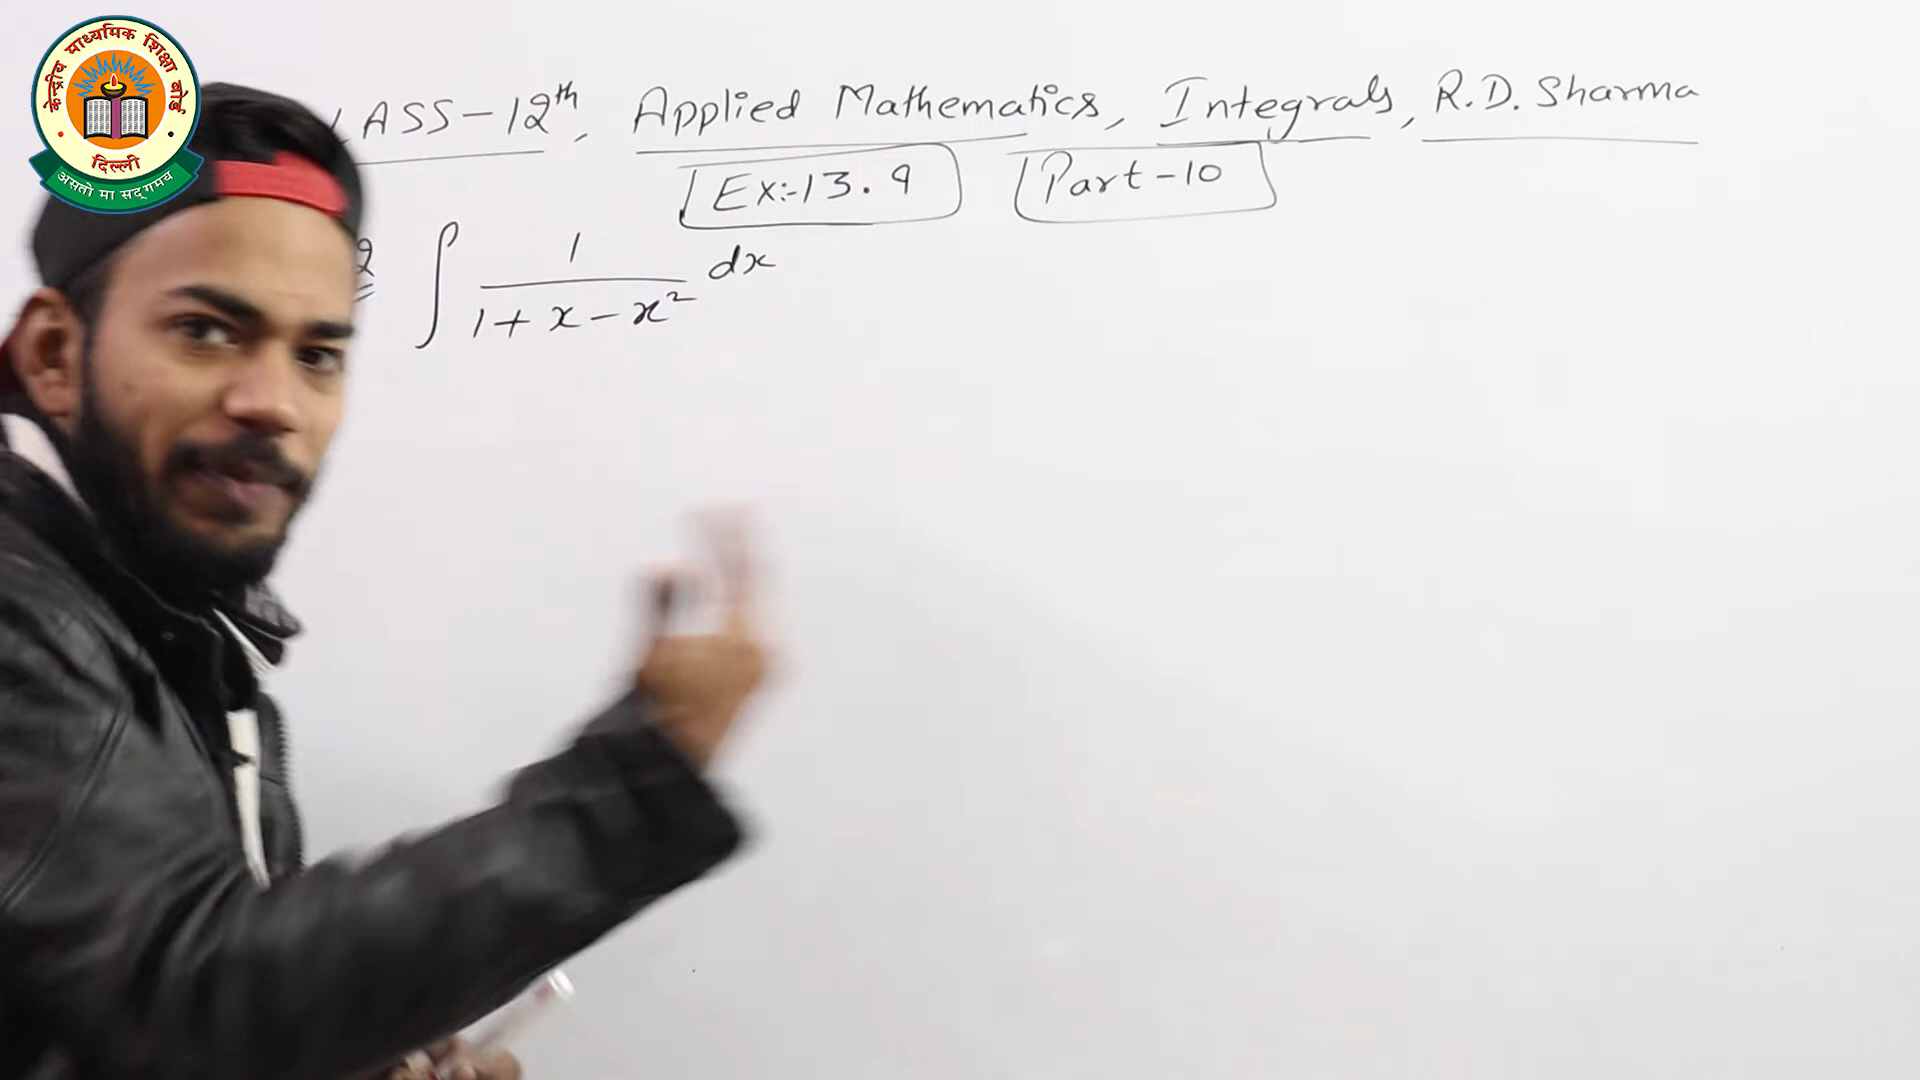 केन्द्रीय माध्यमिक शिक्षा बोर्ड
दिल्ली
असतो मा सद्गमय
LASS-12th, Applied Mathematics, Integrals, R.D. Sharma
Ex:-13.9 Part-10
2 ∫ 1/(1+x-x²) dx